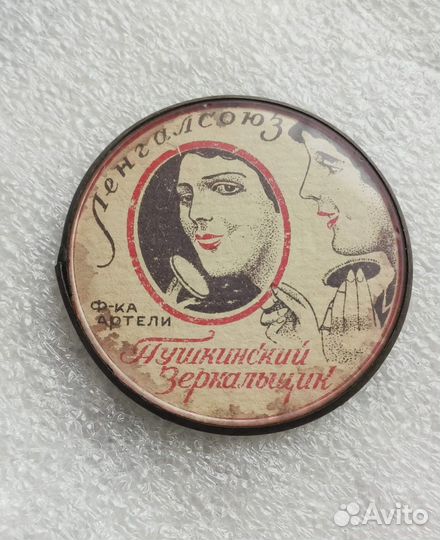 Ленгалсоюз
Ф-ка
артели
Пушкинский
Зеркальщик
Avito